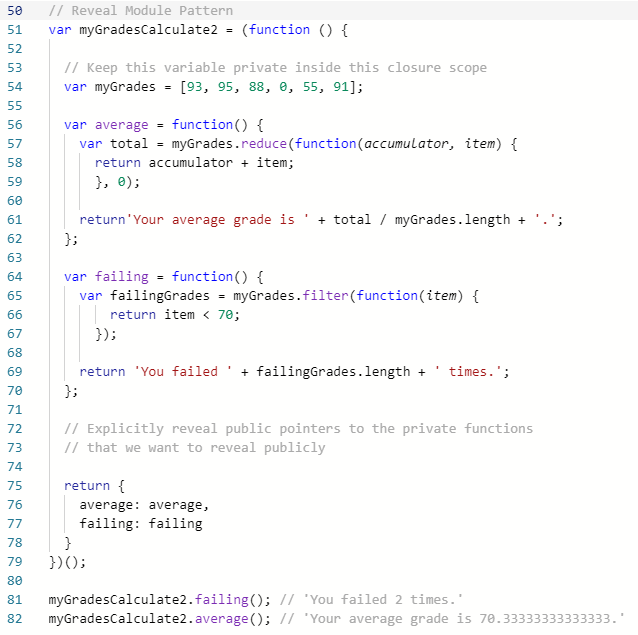 50 // Reveal Module Pattern
51 var myGradesCalculate2 = (function () {
52
53 // Keep this variable private inside this closure scope
54 var myGrades = [93, 95, 88, 0, 55, 91];
55
56 var average = function() {
57 var total = myGrades.reduce(function(accumulator, item) {
58 return accumulator + item;
59 }, 0);
60
61 return'Your average grade is ' + total / myGrades.length + '.';
62 };
63
64 var failing = function() {
65 var failingGrades = myGrades.filter(function(item) {
66 return item < 70;
67 });
68
69 return 'You failed ' + failingGrades.length + ' times.';
70 };
71
72 // Explicitly reveal public pointers to the private functions
73 // that we want to reveal publicly
74
75 return {
76 average: average,
77 failing: failing
78 }
79 })();
80
81 myGradesCalculate2.failing(); // 'You failed 2 times.'
82 myGradesCalculate2.average(); // 'Your average grade is 70.33333333333333.'